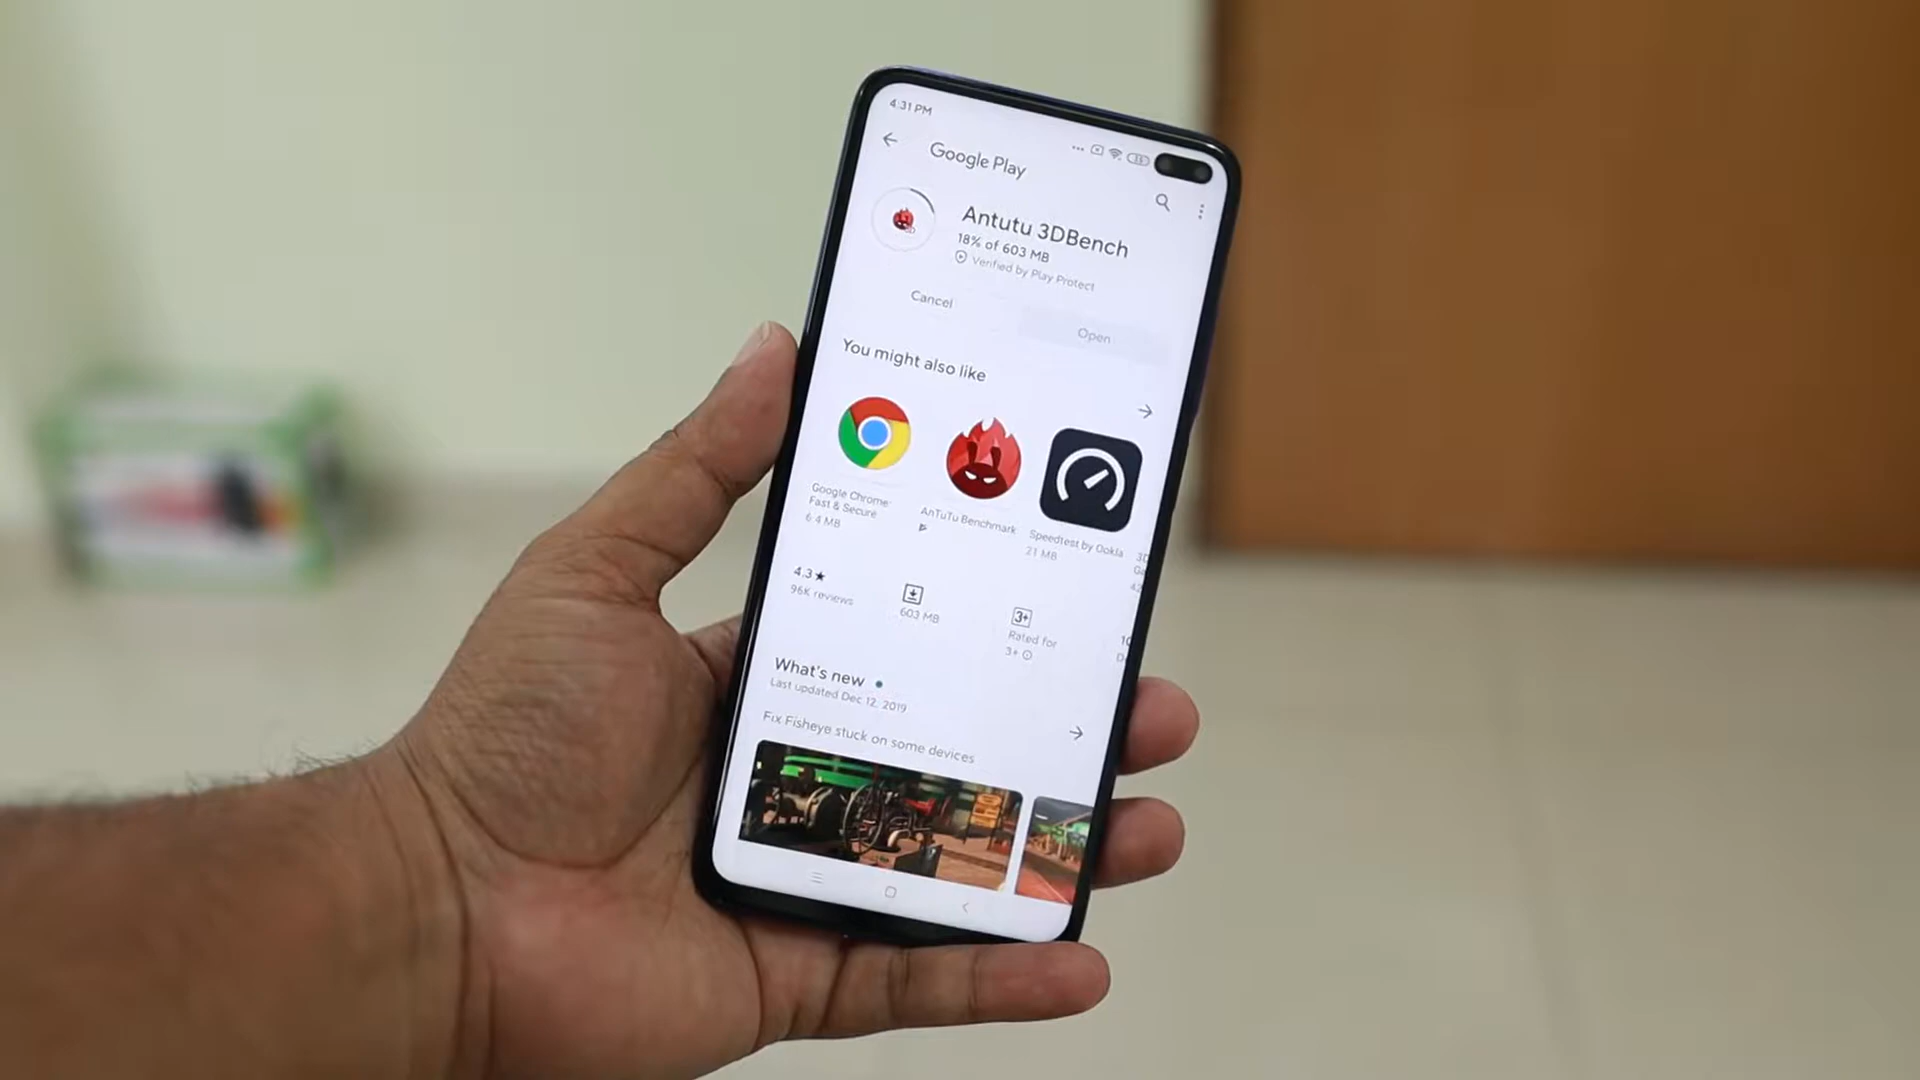 4:31 PM
Google Play
Antutu 3DBench
18% of 603 MB
Verified by Play Protect
Cancel
Open
You might also like
Google Chrome:
Fast & Secure
6.4 MB
AnTuTu Benchmark
Speedtest by Ookla
21 MB
4.3★
96K reviews
603 MB
3+
Rated for
3+
What's new
Last updated Dec 12, 2019
Fix Fisheye stuck on some devices